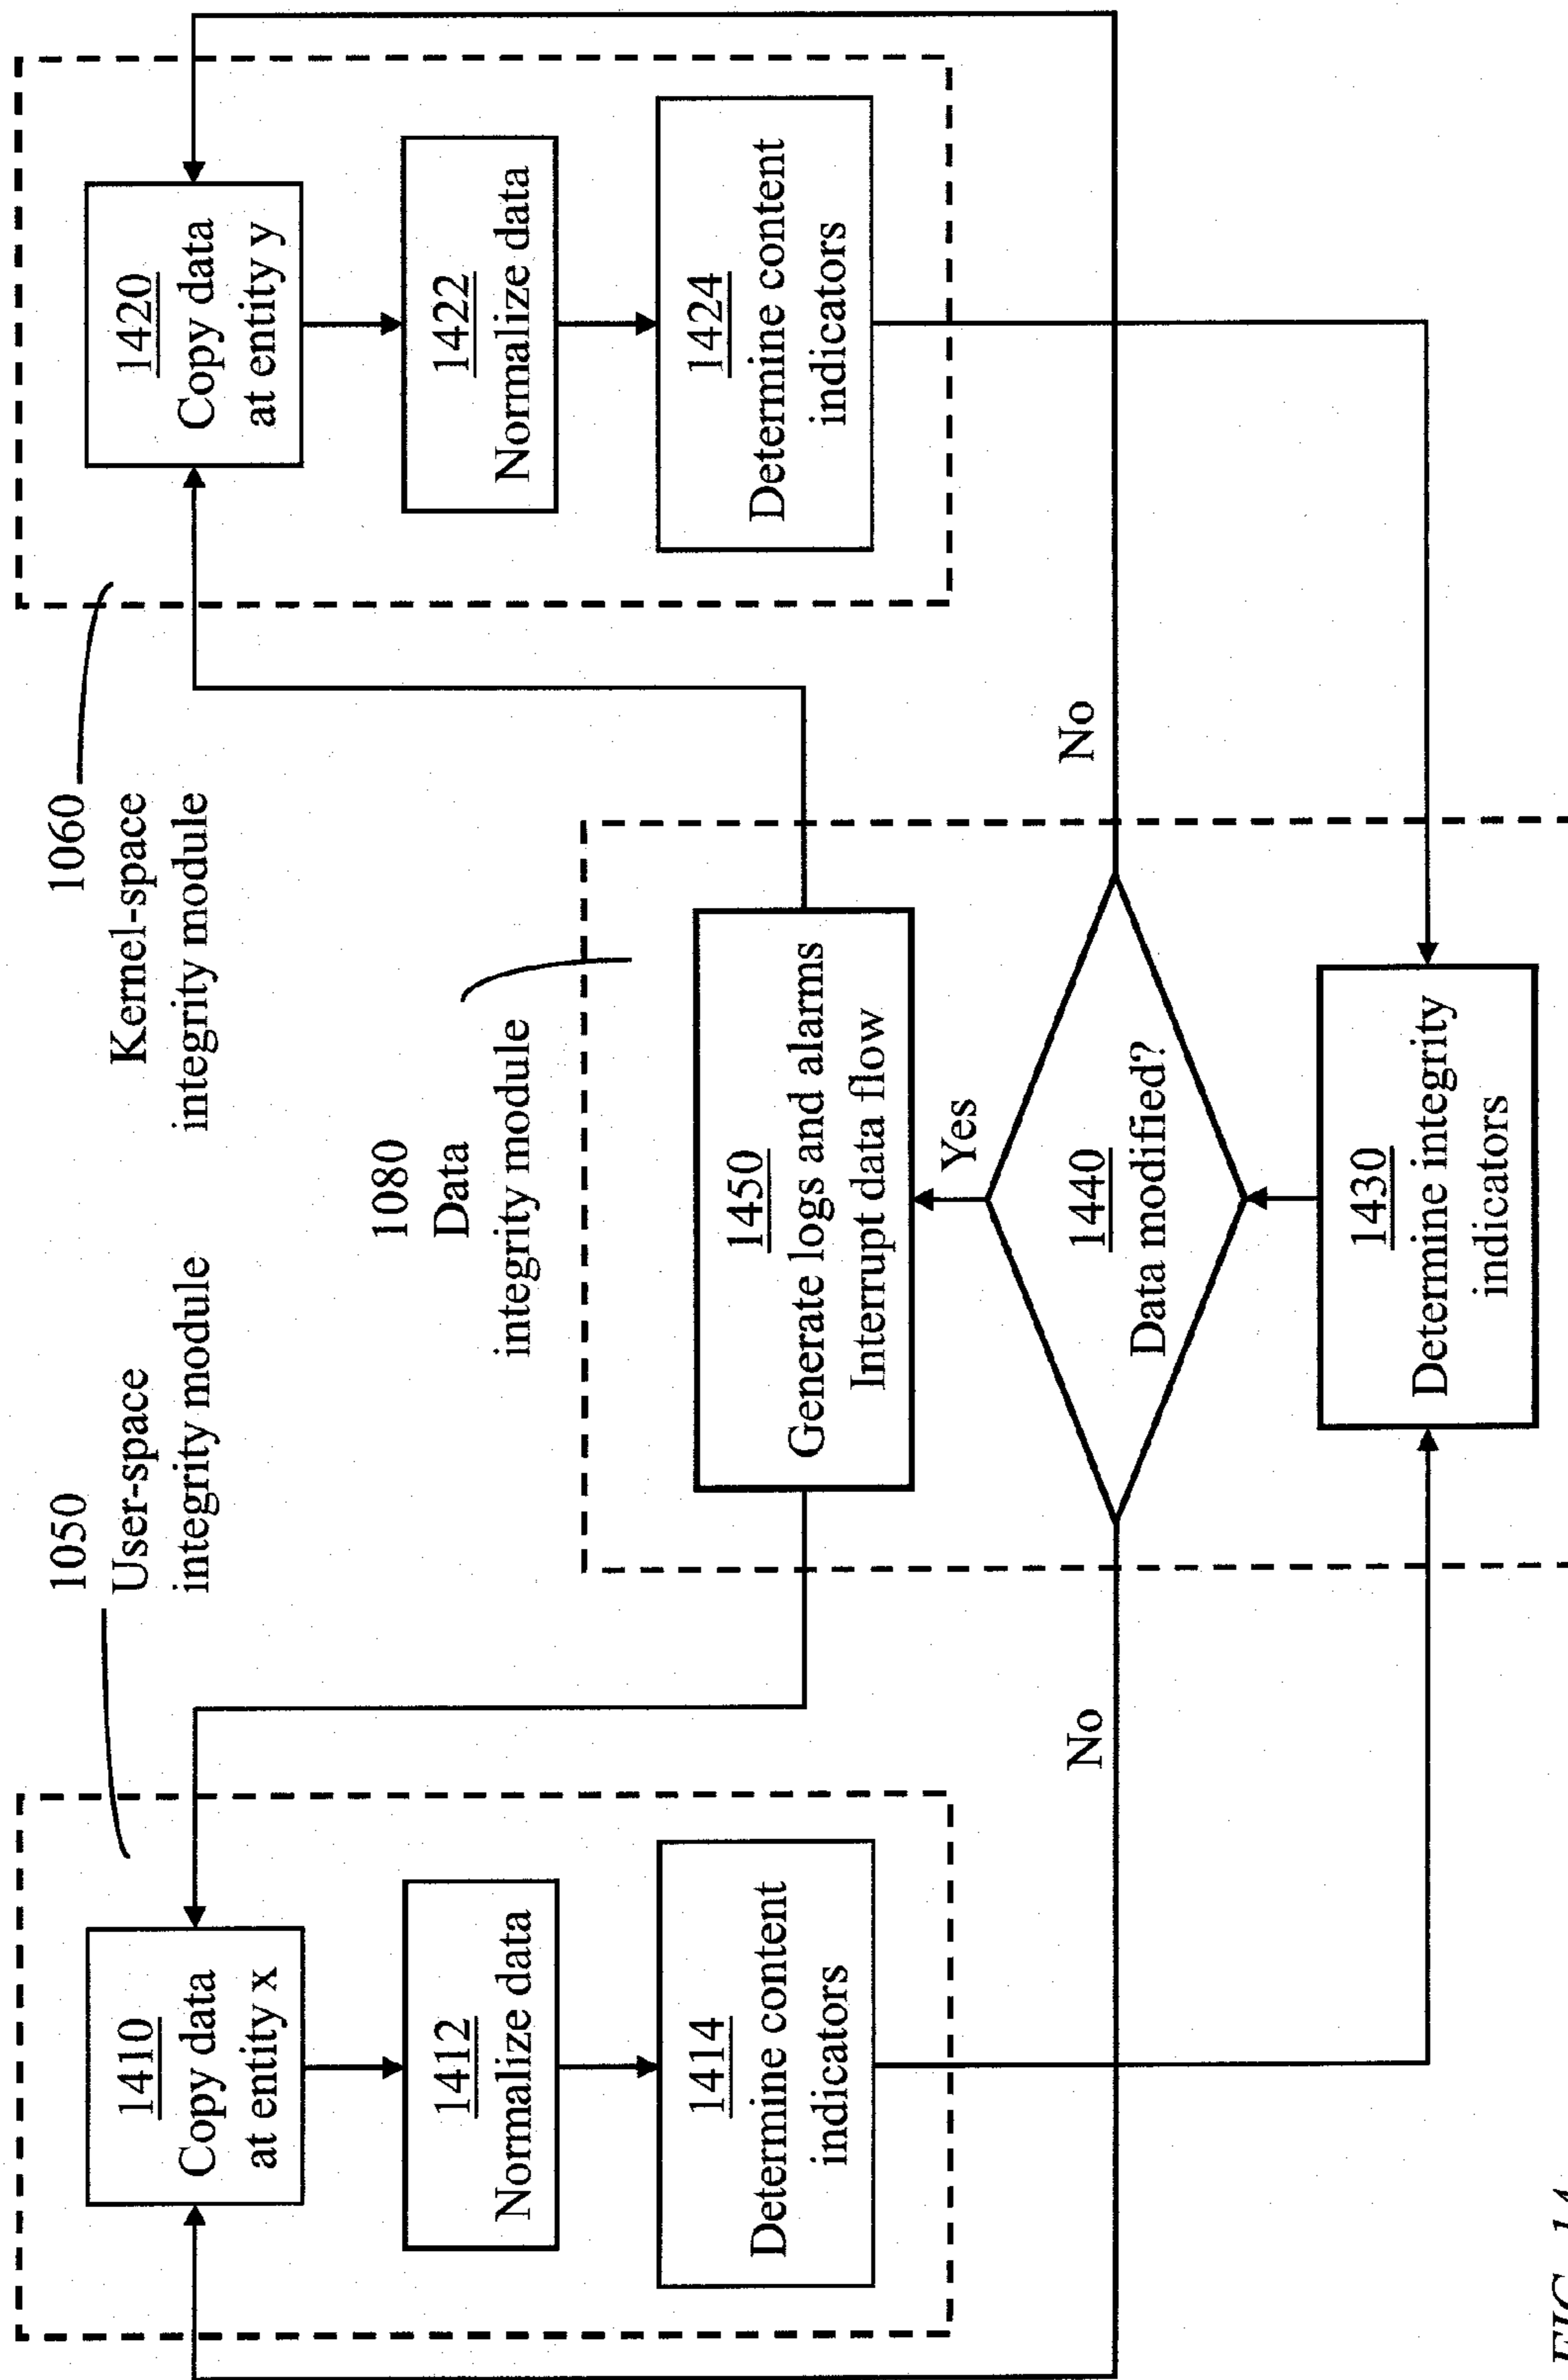 1050
User-space
integrity module
1060
Kernel-space
integrity module
1080
Data
integrity module
1410
Copy data
at entity x
1412
Normalize data
1414
Determine content
indicators
1420
Copy data
at entity y
1422
Normalize data
1424
Determine content
indicators
1450
Generate logs and alarms
Interrupt data flow
Yes
No
No
1440
Data modified?
1430
Determine integrity
indicators
FIG. 14